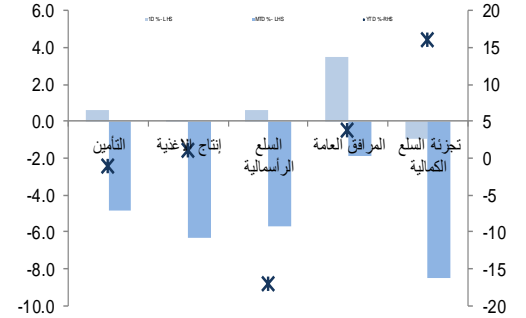 1D % - LHS
MTD % - LHS
YTD %-RHS
6.0
4.0
2.0
0.0
-2.0
-4.0
-6.0
-8.0
-10.0
20
15
10
5
0
-5
-10
-15
-20
التأمين
إنتاج الأغذية
السلع
الرأسمالية
المرافق العامة
تجزئة السلع
الكمالية